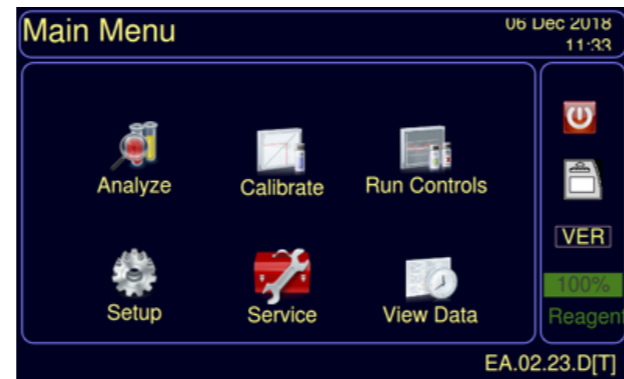 Main Menu
06 Dec 2018
11:33
Analyze
Calibrate
Run Controls
VER
100%
Setup
Service
View Data
Reagent
EA.02.23.D[T]